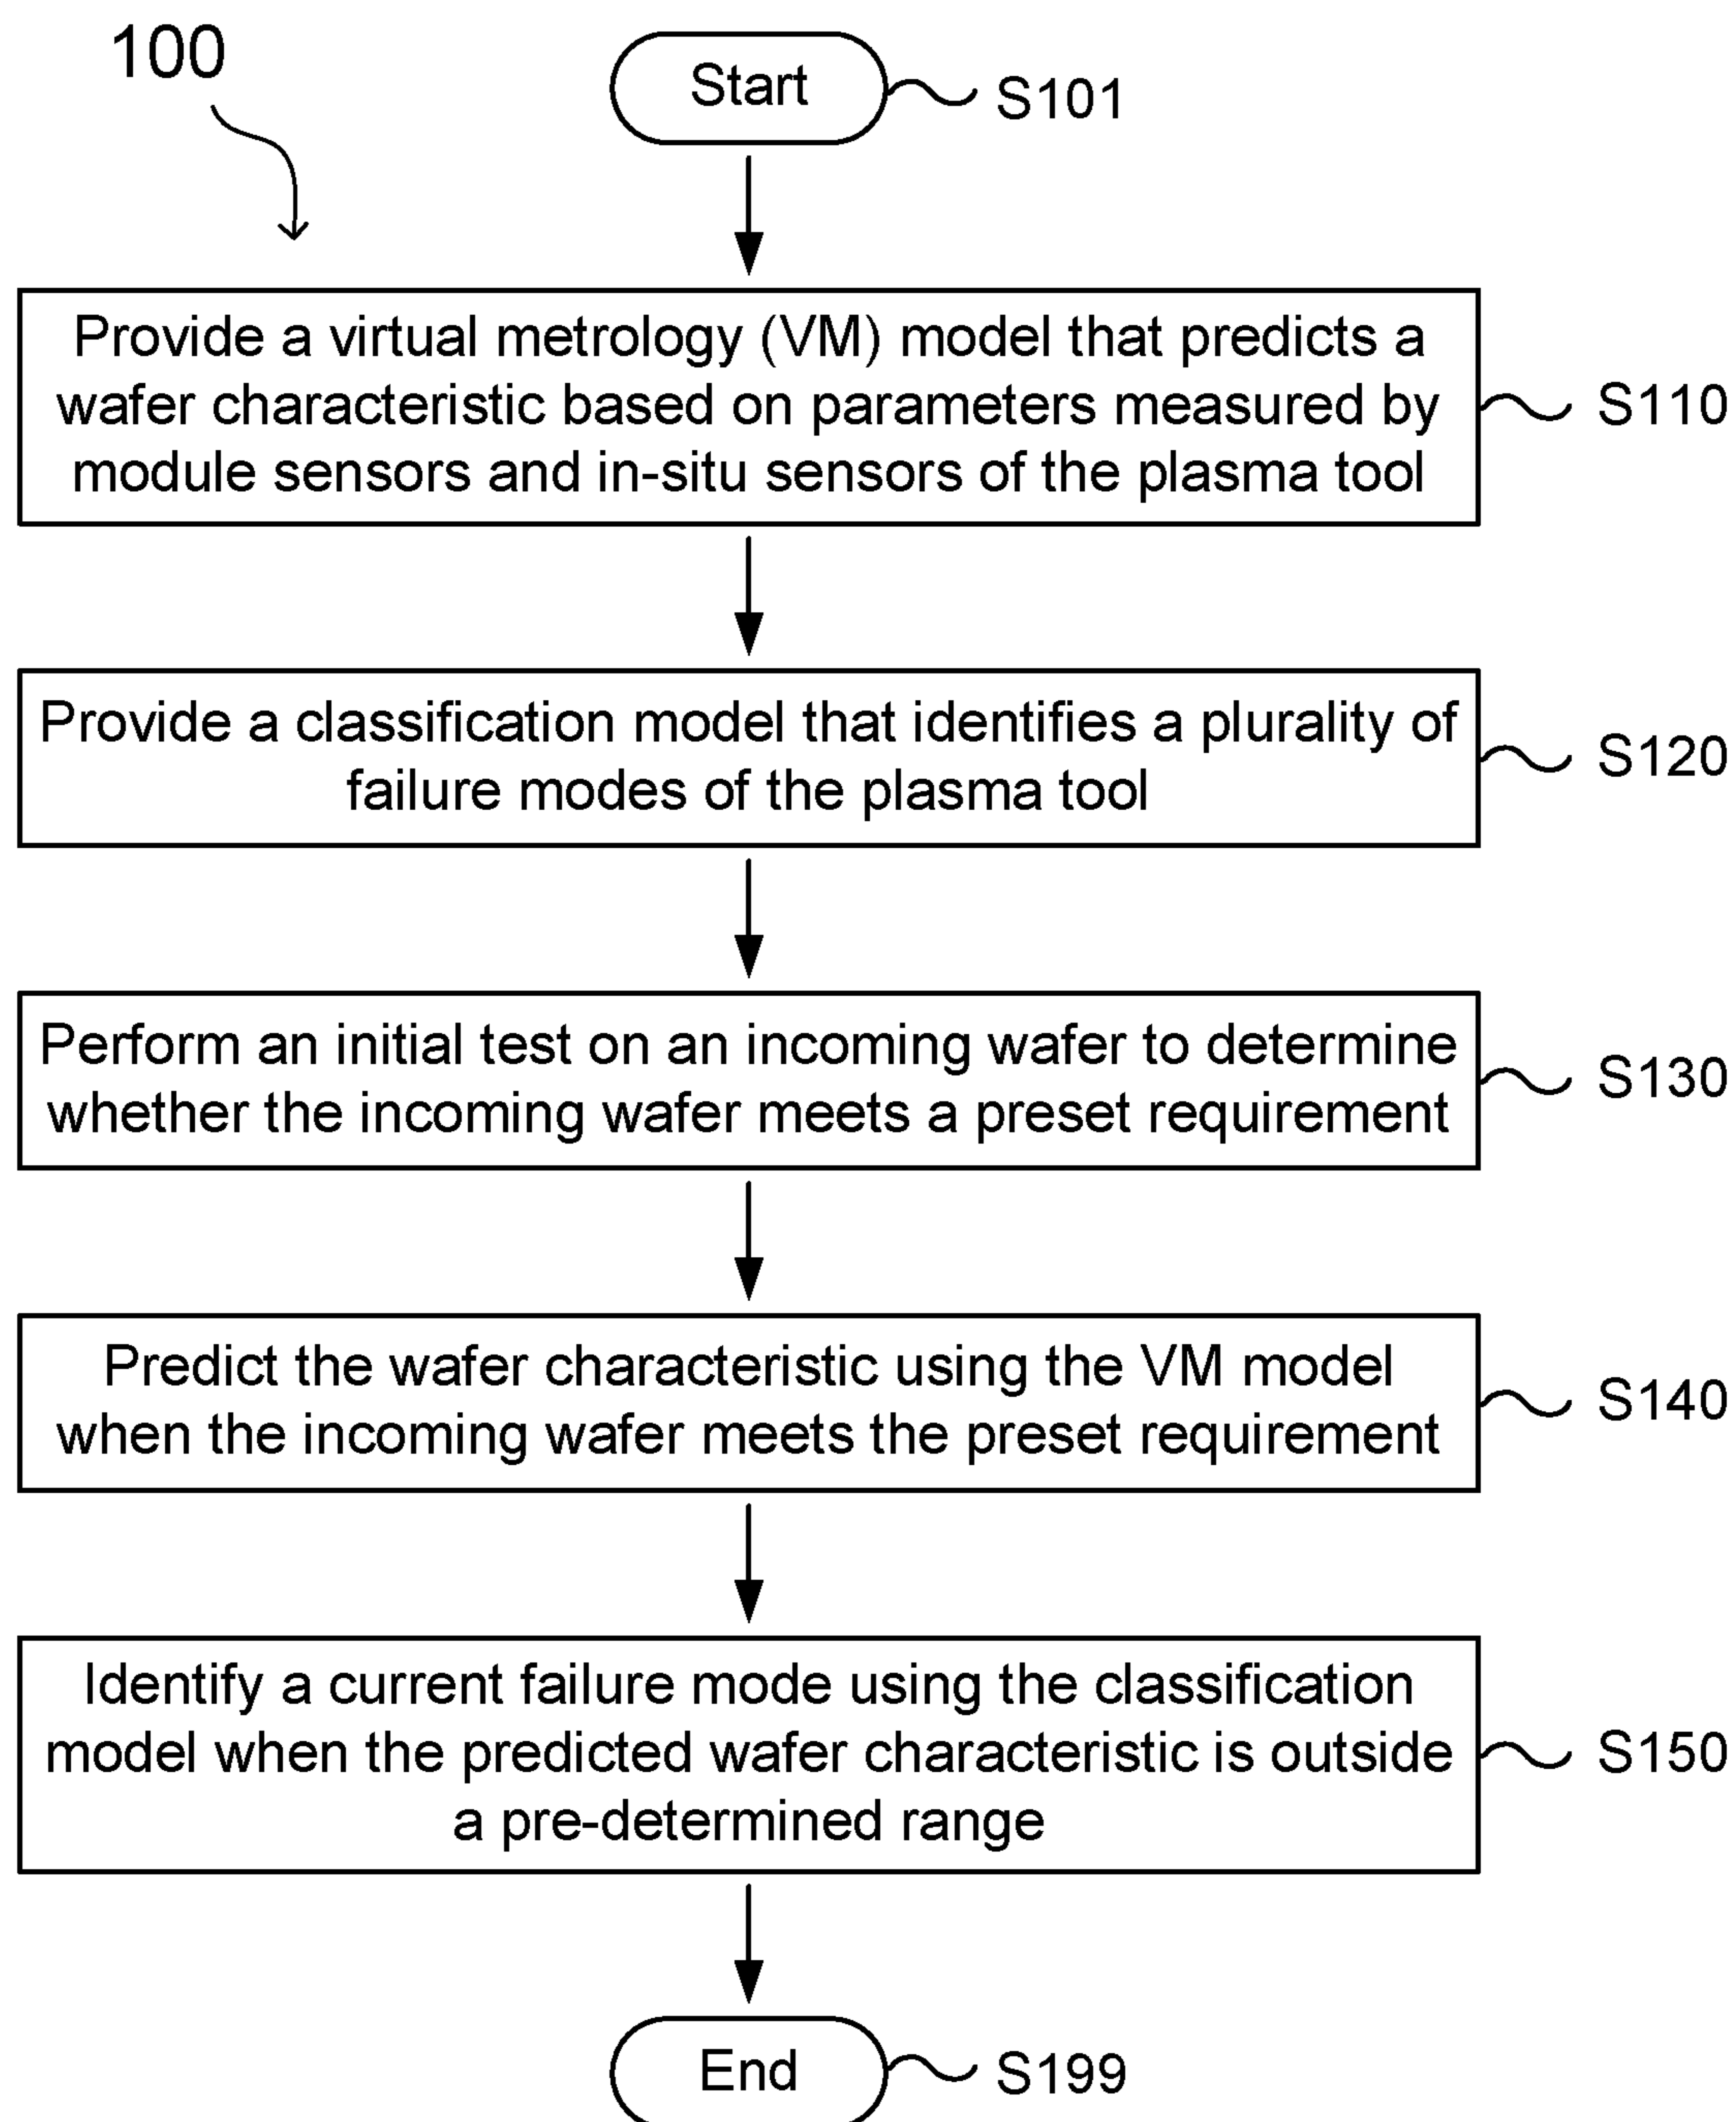 100
Start
S101
Provide a virtual metrology (VM) model that predicts a
wafer characteristic based on parameters measured by
module sensors and in-situ sensors of the plasma tool
S110
Provide a classification model that identifies a plurality of
failure modes of the plasma tool
S120
Perform an initial test on an incoming wafer to determine
whether the incoming wafer meets a preset requirement
S130
Predict the wafer characteristic using the VM model
when the incoming wafer meets the preset requirement
S140
Identify a current failure mode using the classification
model when the predicted wafer characteristic is outside
a pre-determined range
S150
End
S199